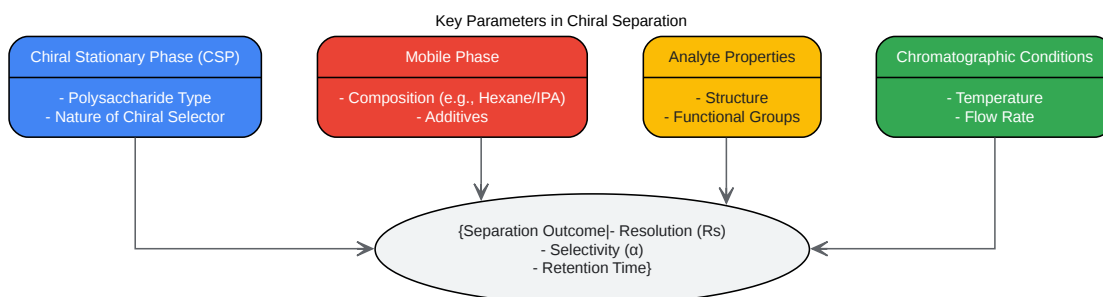 Key Parameters in Chiral Separation
Chiral Stationary Phase (CSP)
- Polysaccharide Type
- Nature of Chiral Selector
Mobile Phase
- Composition (e.g., Hexane/IPA)
- Additives
Analyte Properties
- Structure
- Functional Groups
Chromatographic Conditions
- Temperature
- Flow Rate
{Separation Outcome|- Resolution (Rs)
- Selectivity (α)
- Retention Time}